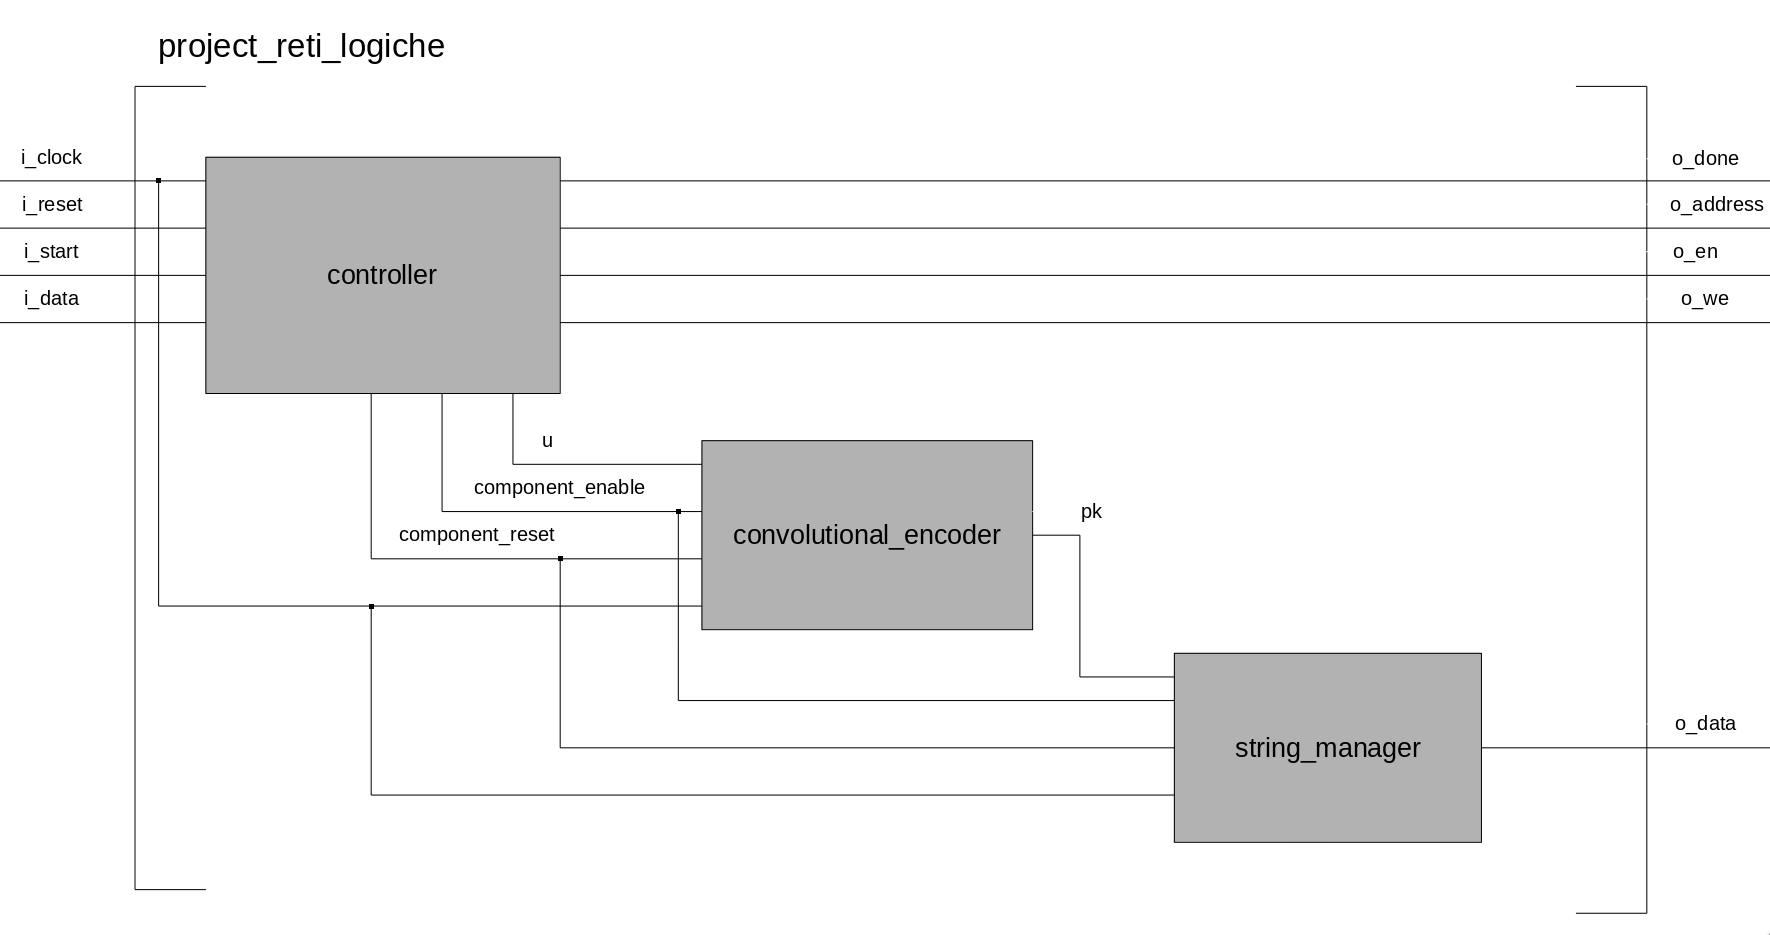 project_reti_logiche
i_clock
o_done
i_reset
o_address
i_start
o_en
i_data
o_we
controller
u
component_enable
component_reset
convolutional_encoder
pk
string_manager
o_data